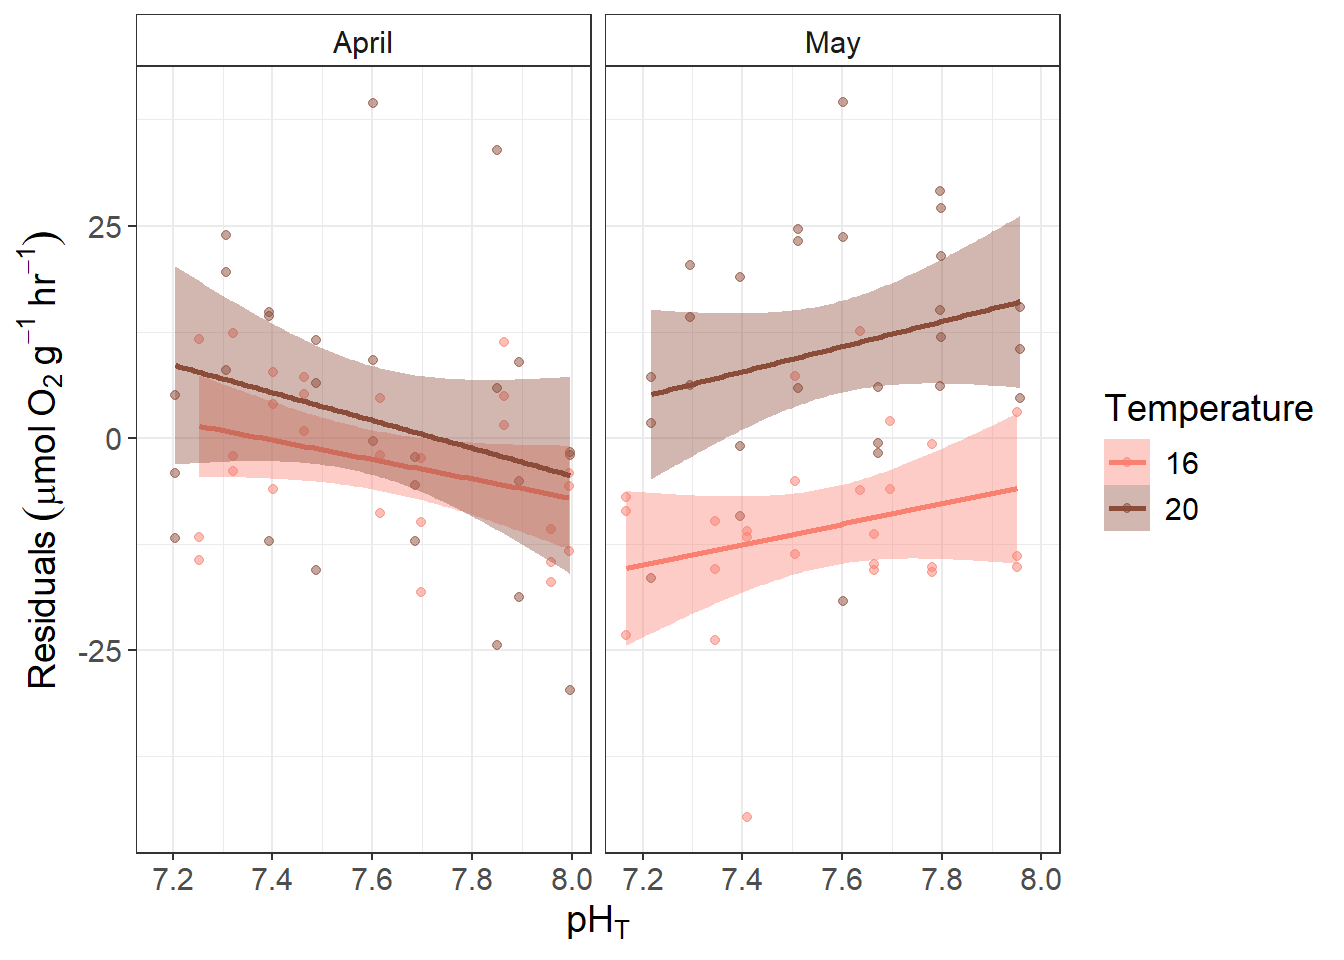 April May
Residuals (μmol O₂ g⁻¹ hr⁻¹)
25
0
-25
7.2 7.4 7.6 7.8 8.0 7.2 7.4 7.6 7.8 8.0
pH_T
Temperature
16
20